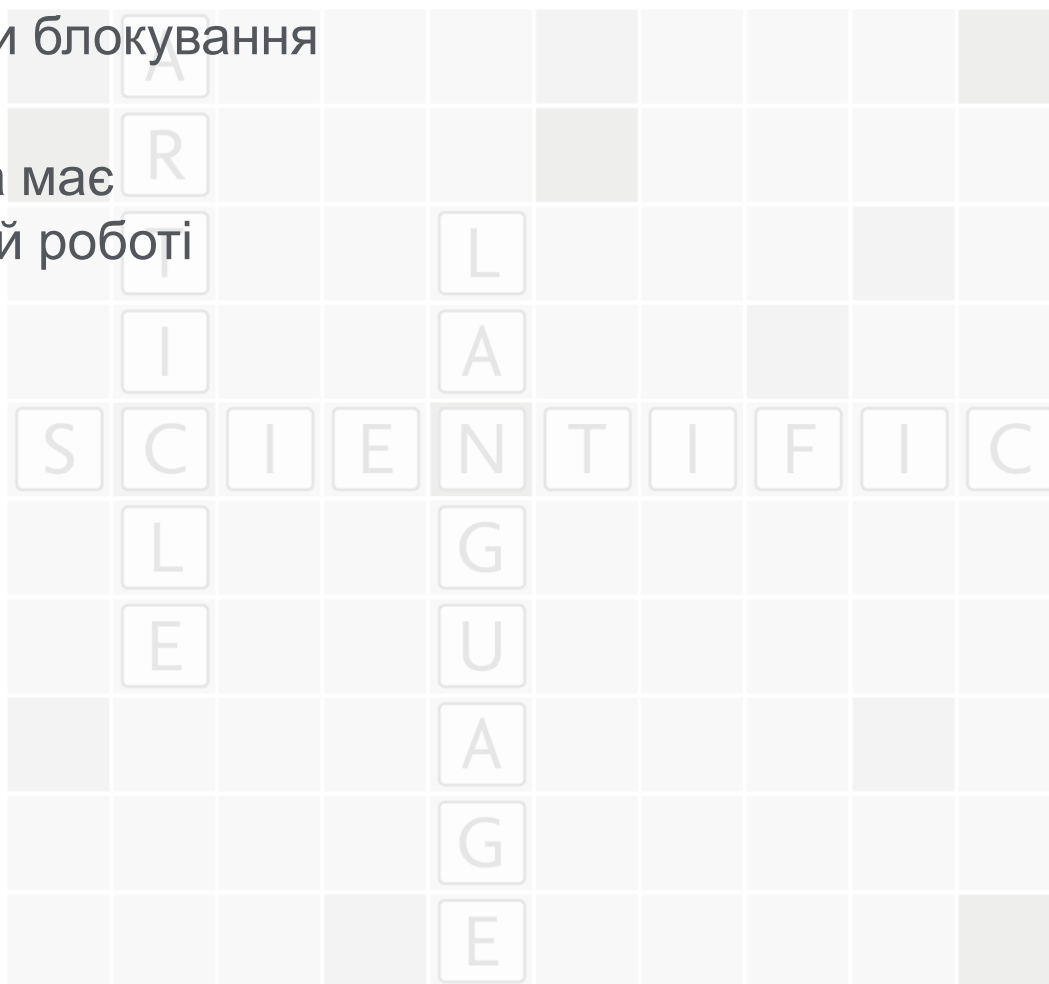 и блокування
має
й роботі
ARTICLE
LANGUAGE
SCIENTIFIC